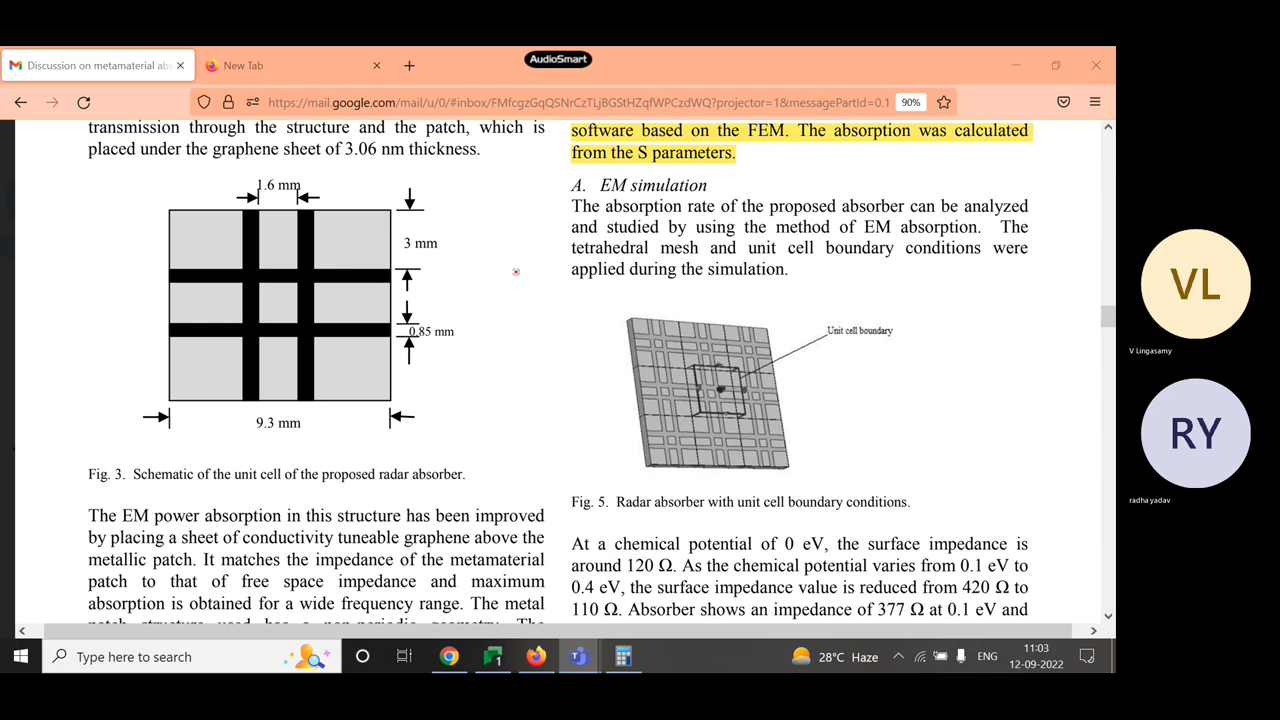 AudioSmart
Discussion on metamaterial abs
New Tab
https://mail.google.com/mail/u/0/#inbox/FMfcgzGqQSNrCzTLjBGStHZqfWPCzdWQ?projector=1&messagePartId=0.1
90%
transmission through the structure and the patch, which is
placed under the graphene sheet of 3.06 nm thickness.
1.6 mm
3 mm
0.85 mm
9.3 mm
Fig. 3. Schematic of the unit cell of the proposed radar absorber.
The EM power absorption in this structure has been improved
by placing a sheet of conductivity tuneable graphene above the
metallic patch. It matches the impedance of the metamaterial
patch to that of free space impedance and maximum
absorption is obtained for a wide frequency range. The metal
patch structure used has a non-periodic geometry. The
software based on the FEM. The absorption was calculated
from the S parameters.
A. EM simulation
The absorption rate of the proposed absorber can be analyzed
and studied by using the method of EM absorption. The
tetrahedral mesh and unit cell boundary conditions were
applied during the simulation.
Unit cell boundary
Fig. 5. Radar absorber with unit cell boundary conditions.
At a chemical potential of 0 eV, the surface impedance is
around 120 Ω. As the chemical potential varies from 0.1 eV to
0.4 eV, the surface impedance value is reduced from 420 Ω to
110 Ω. Absorber shows an impedance of 377 Ω at 0.1 eV and
VL
V Lingasamy
RY
radha yadav
Type here to search
1
28°C Haze
ENG
11:03
12-09-2022